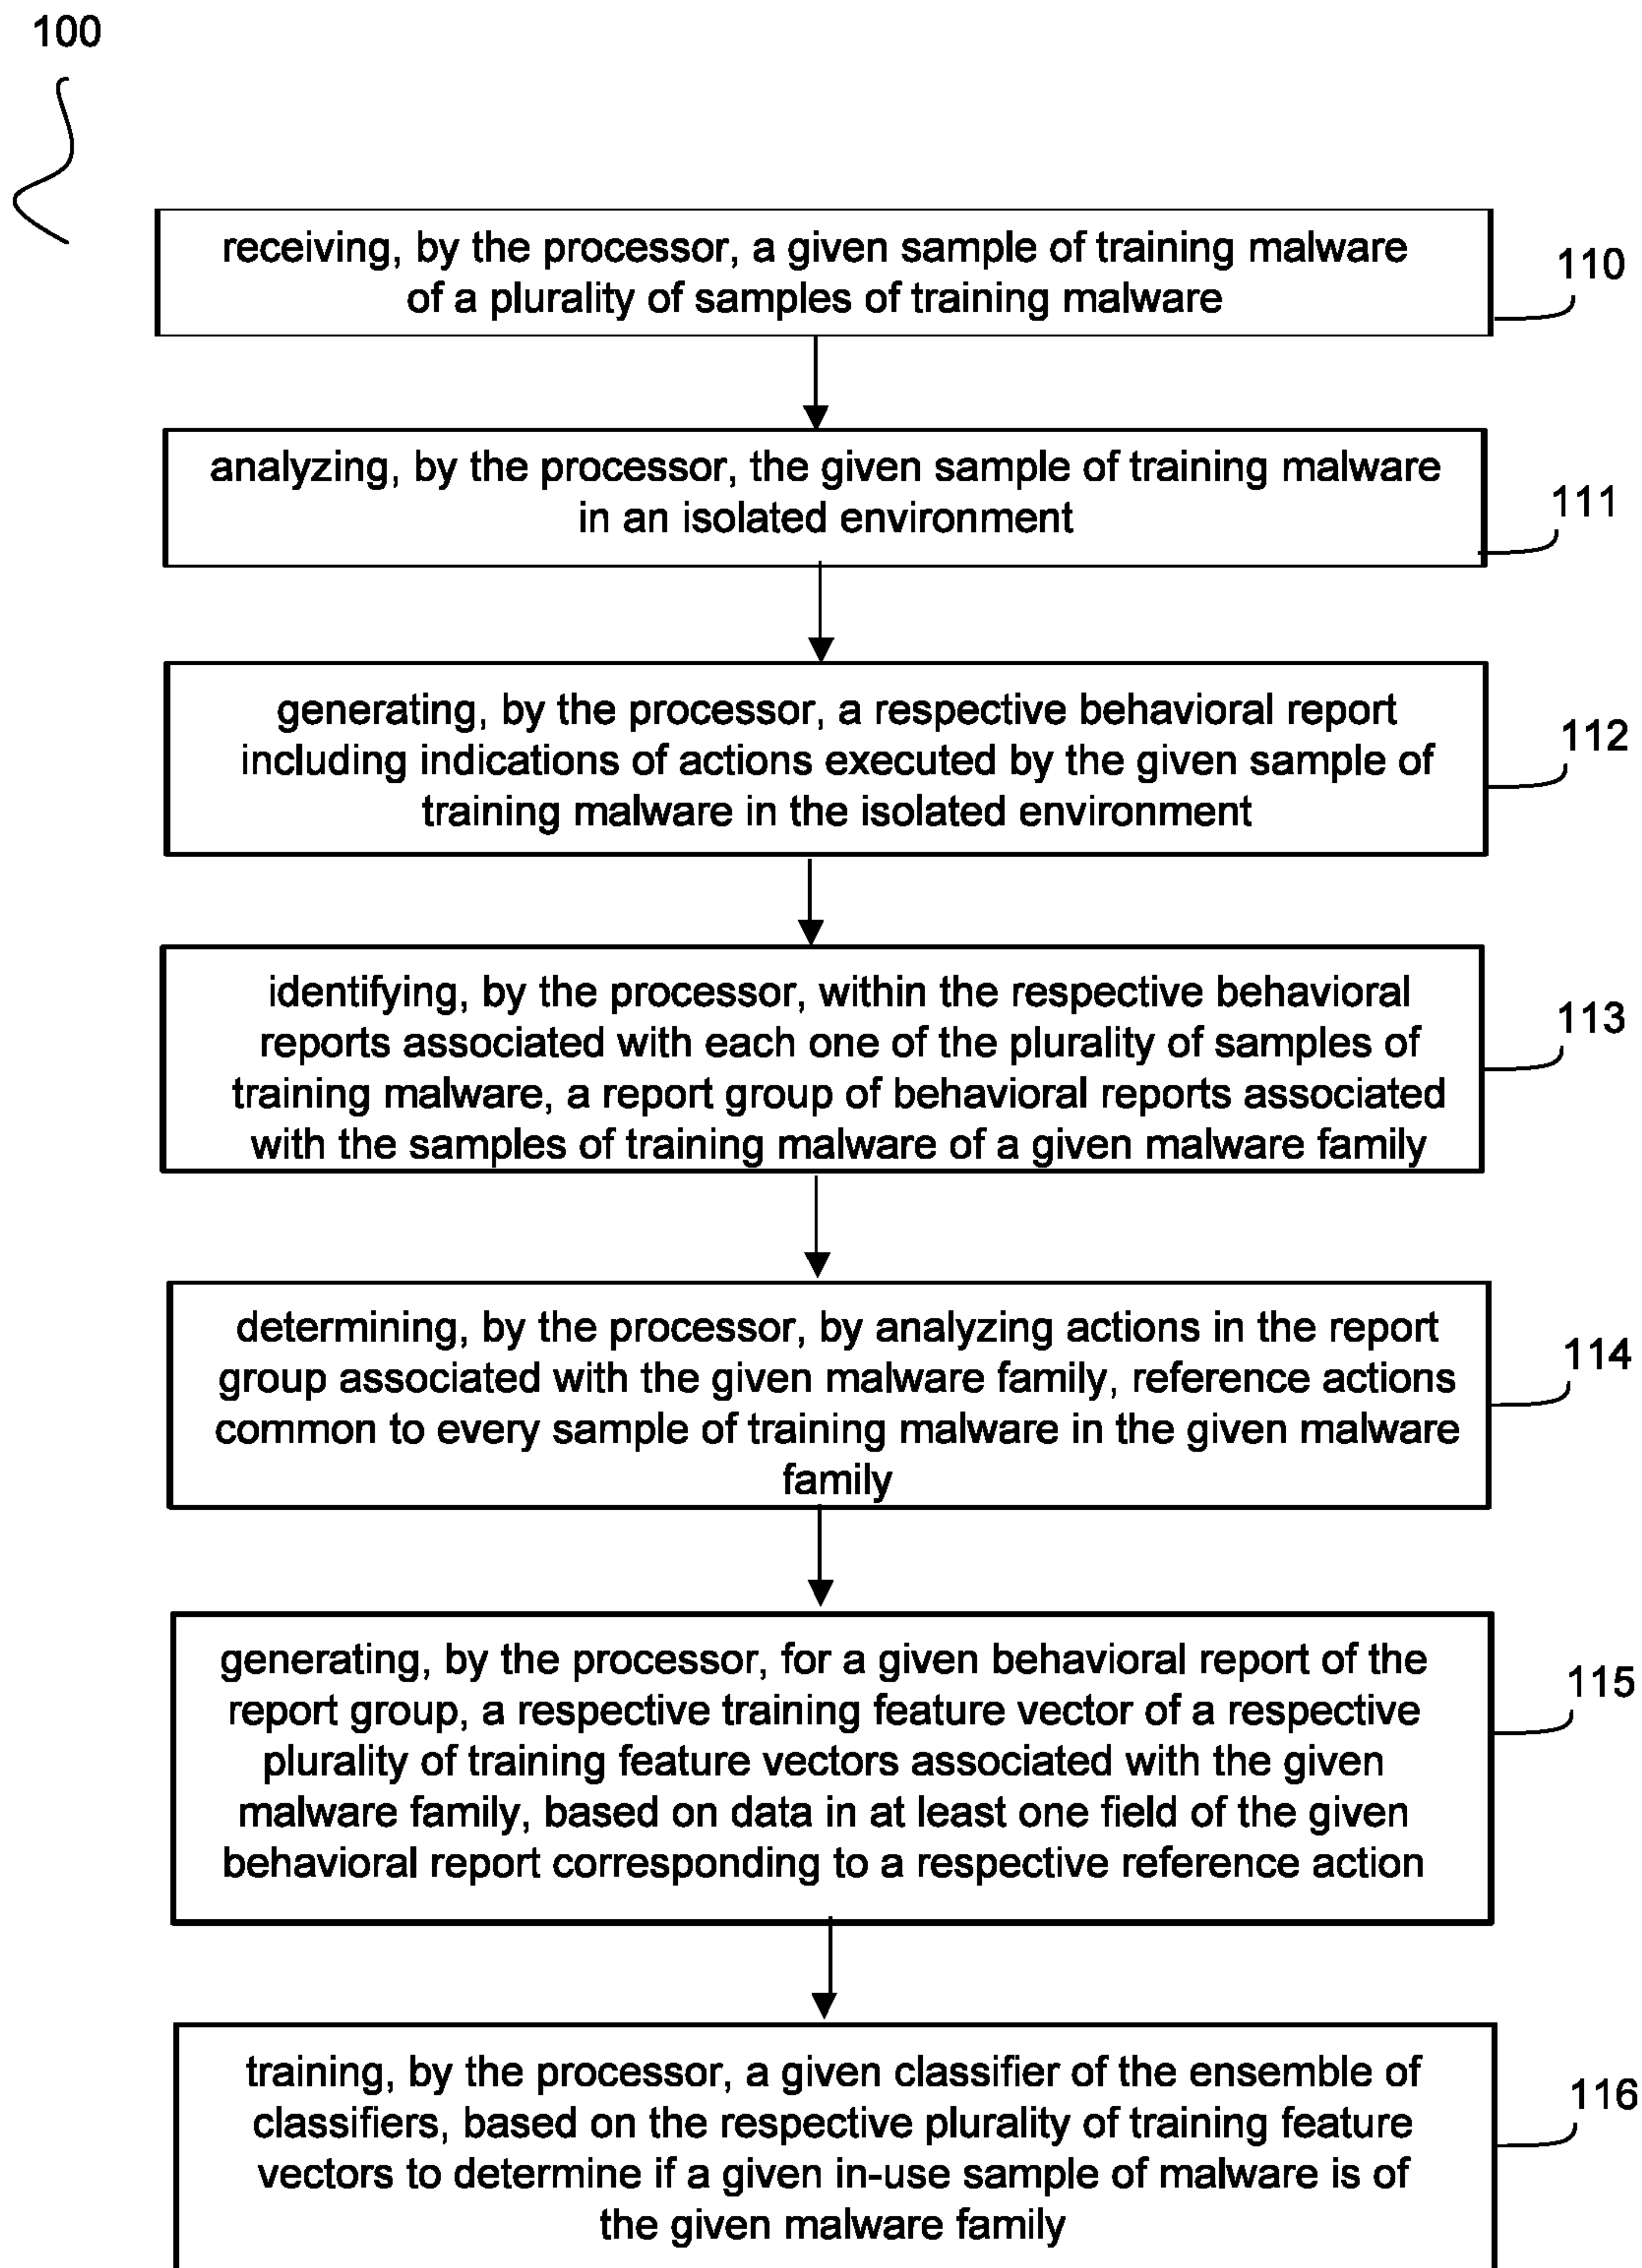 100
receiving, by the processor, a given sample of training malware
of a plurality of samples of training malware
110
analyzing, by the processor, the given sample of training malware
in an isolated environment
111
generating, by the processor, a respective behavioral report
including indications of actions executed by the given sample of
training malware in the isolated environment
112
identifying, by the processor, within the respective behavioral
reports associated with each one of the plurality of samples of
training malware, a report group of behavioral reports associated
with the samples of training malware of a given malware family
113
determining, by the processor, by analyzing actions in the report
group associated with the given malware family, reference actions
common to every sample of training malware in the given malware
family
114
generating, by the processor, for a given behavioral report of the
report group, a respective training feature vector of a respective
plurality of training feature vectors associated with the given
malware family, based on data in at least one field of the given
behavioral report corresponding to a respective reference action
115
training, by the processor, a given classifier of the ensemble of
classifiers, based on the respective plurality of training feature
vectors to determine if a given in-use sample of malware is of
the given malware family
116